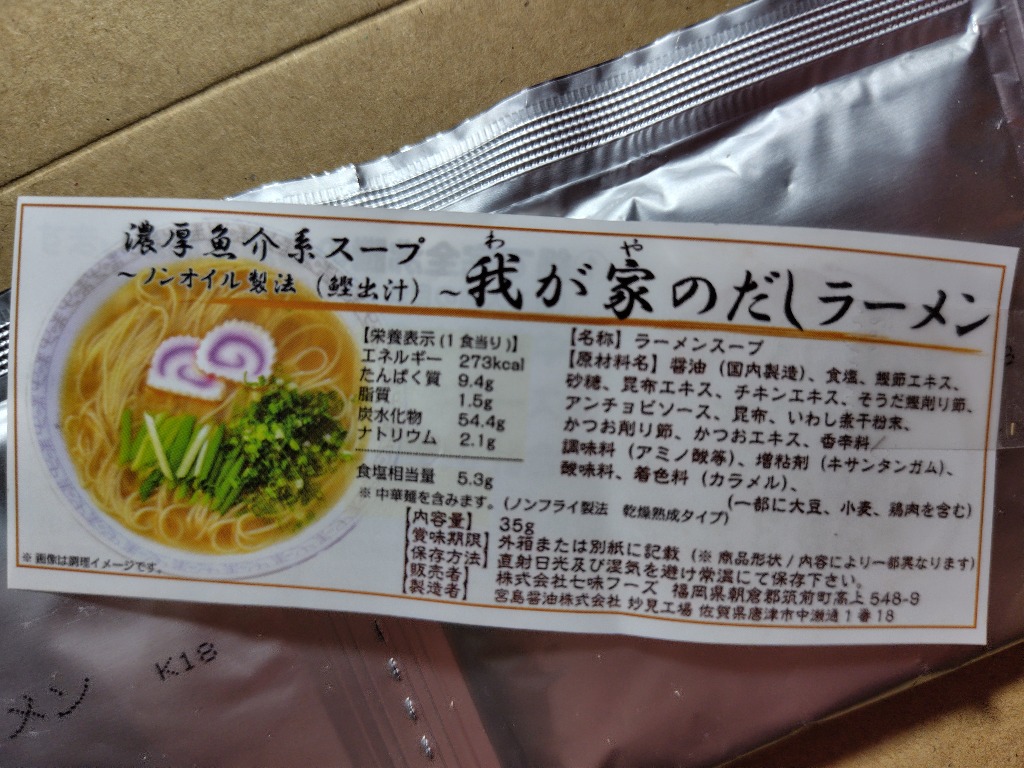 濃厚魚介系スープ
～ノンオイル製法（鰹出汁）～
わ や
我が家のだしラーメン
【栄養表示(1食当り)】
エネルギー 273kcal
たんぱく質 9.4g
脂質 1.5g
炭水化物 54.4g
ナトリウム 2.1g
食塩相当量 5.3g
※中華麺を含みます。(ノンフライ製法 乾燥熟成タイプ)
【名称】ラーメンスープ
【原材料名】醤油（国内製造）、食塩、鰹節エキス、
砂糖、昆布エキス、チキンエキス、そうだ鰹削り節、
アンチョビソース、昆布、いわし煮干粉末、
かつお削り節、かつおエキス、香辛料／
調味料（アミノ酸等）、増粘剤（キサンタンガム）、
酸味料、着色料（カラメル）、
(一部に大豆、小麦、鶏肉を含む)
【内容量】 35g
【賞味期限】 外箱または別紙に記載（※商品形状/内容により一部異なります）
【保存方法】 直射日光及び湿気を避け常温にて保存下さい。
【販売者】 株式会社七味フーズ 福岡県朝倉郡筑前町高上548-9
【製造者】 宮島醤油株式会社 妙見工場 佐賀県唐津市中瀬通1番18
※画像は調理イメージです。
メン K18